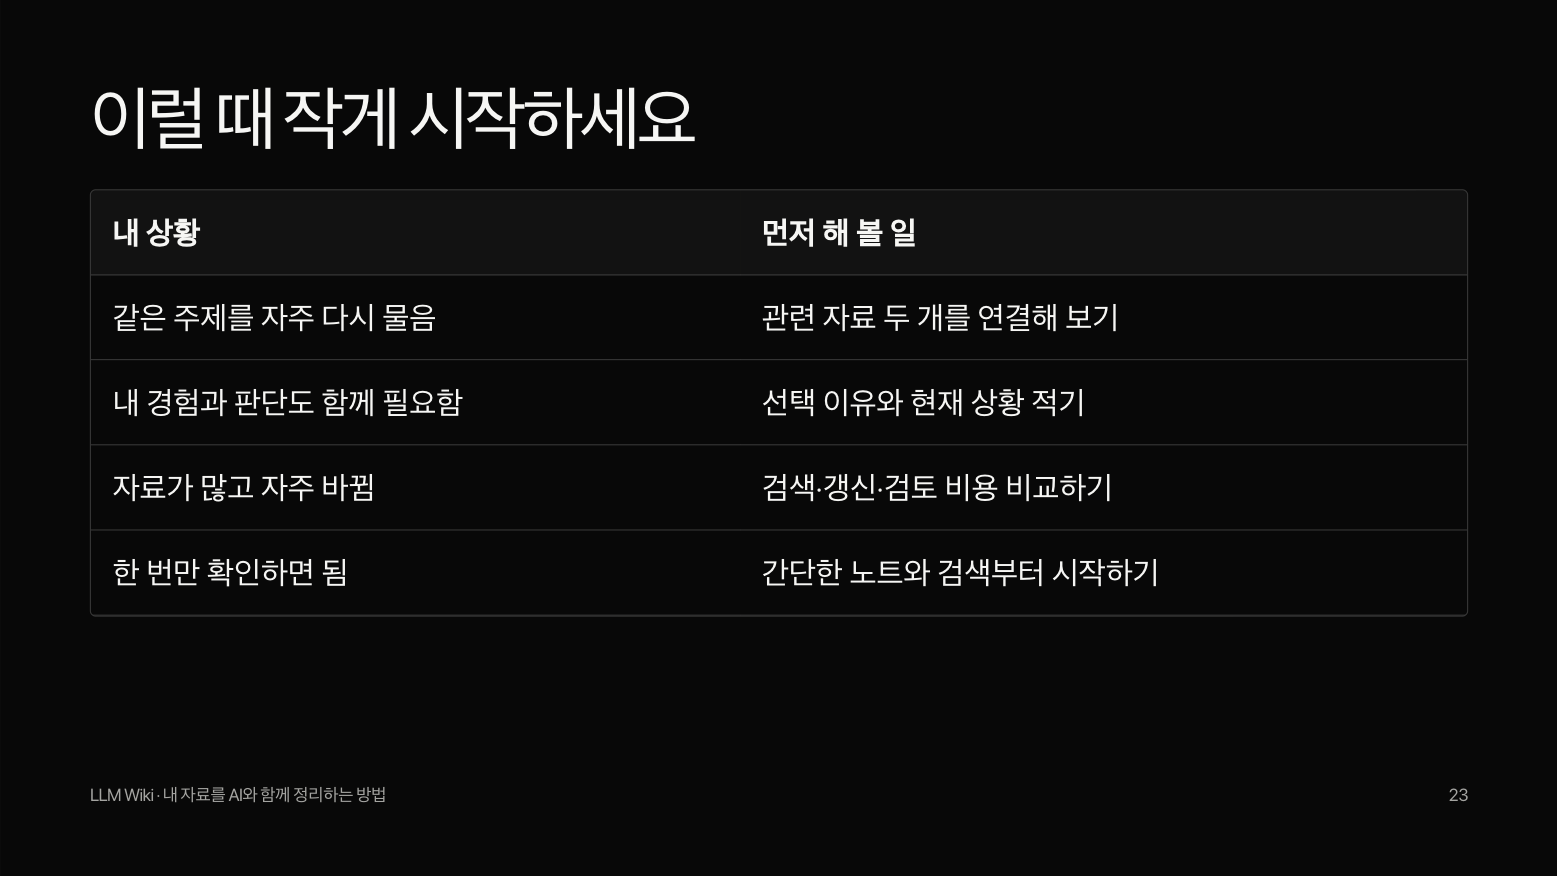 이럴 때 작게 시작하세요
내 상황 먼저 해 볼 일
같은 주제를 자주 다시 물음 관련 자료 두 개를 연결해 보기
내 경험과 판단도 함께 필요함 선택 이유와 현재 상황 적기
자료가 많고 자주 바뀜 검색·갱신·검토 비용 비교하기
한 번만 확인하면 됨 간단한 노트와 검색부터 시작하기
LLM Wiki · 내 자료를 AI와 함께 정리하는 방법 23